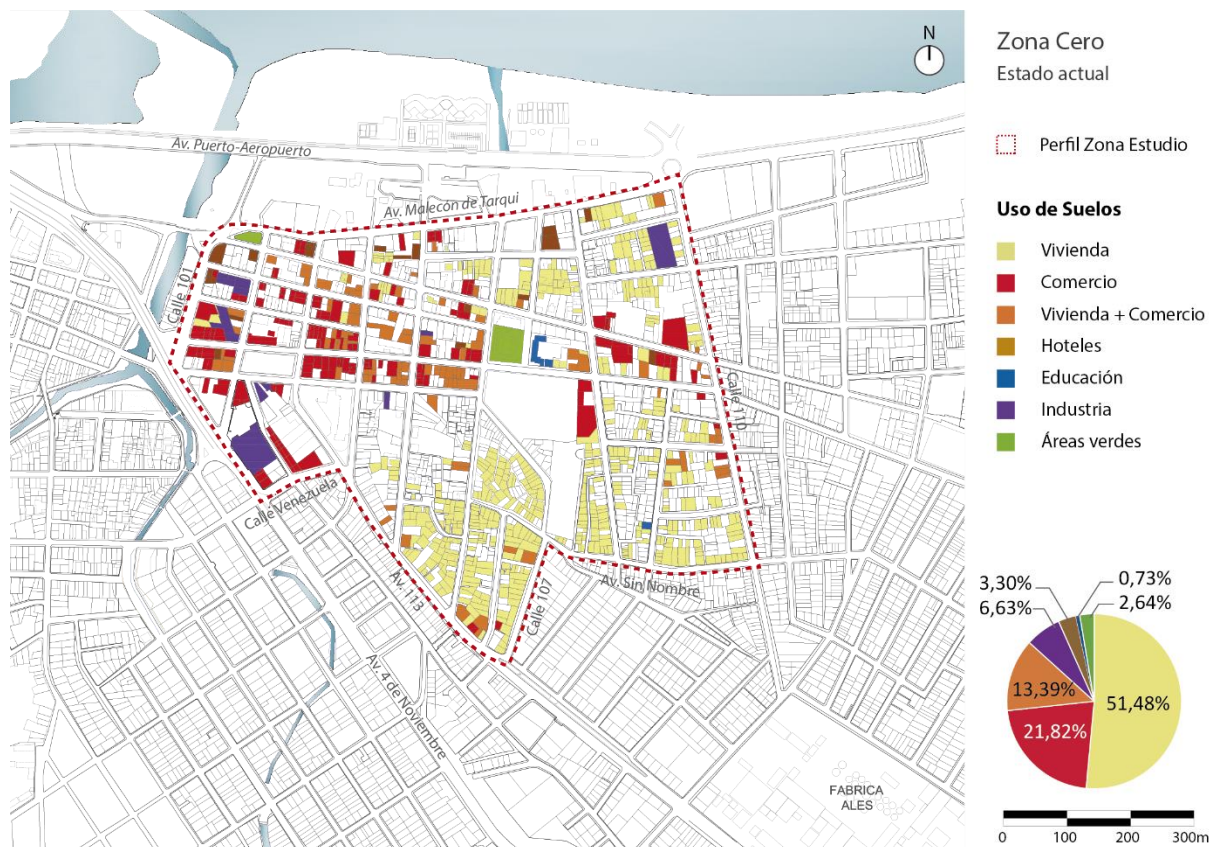 N
Av. Puerto-Aeropuerto
Av. Malecón de Tarqui
Calle 101
Calle 110
Calle Venezuela
Av. 113
Calle 107
Av. Sin Nombre
Av. 4 de Noviembre
FABRICA
ALES
Zona Cero
Estado actual
Perfil Zona Estudio
Uso de Suelos
Vivienda
Comercio
Vivienda + Comercio
Hoteles
Educación
Industria
Áreas verdes
3,30%
0,73%
6,63%
2,64%
13,39%
51,48%
21,82%
0 100 200 300m